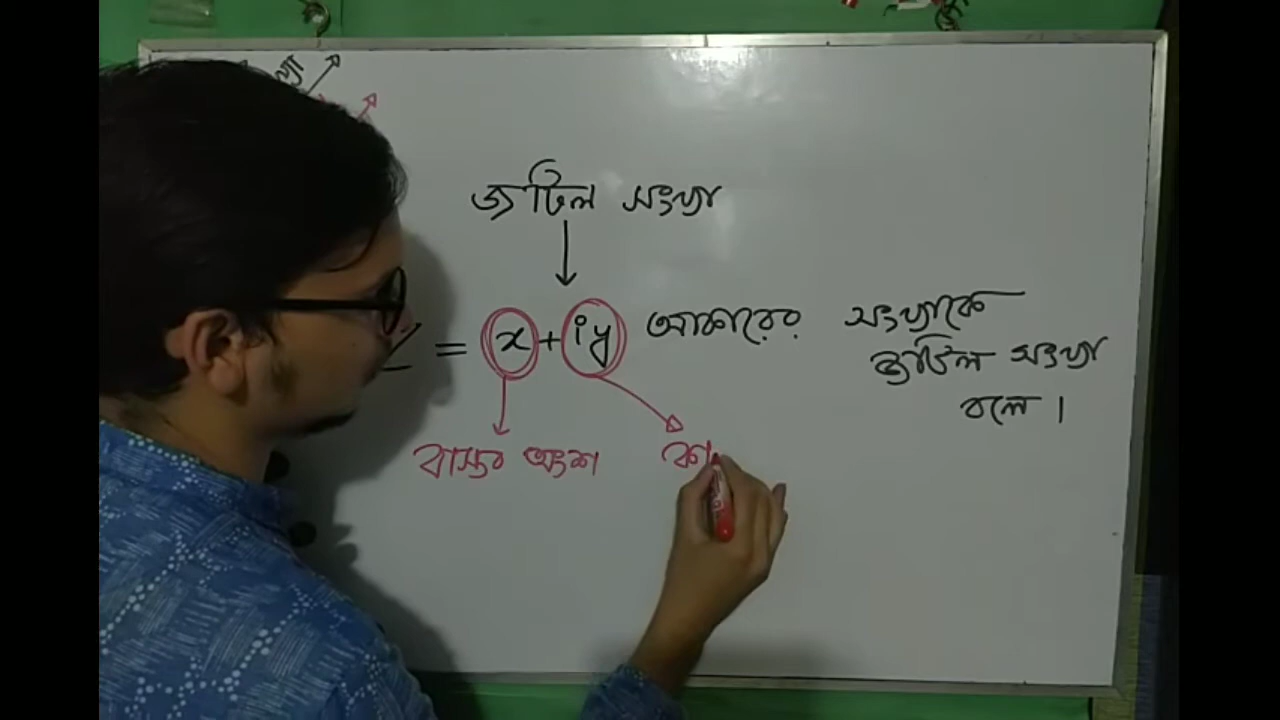 জটিল সংখ্যা
= x + iy আকারের সংখ্যাকে
জটিল সংখ্যা
বলে।
বাস্তব অংশ
কা